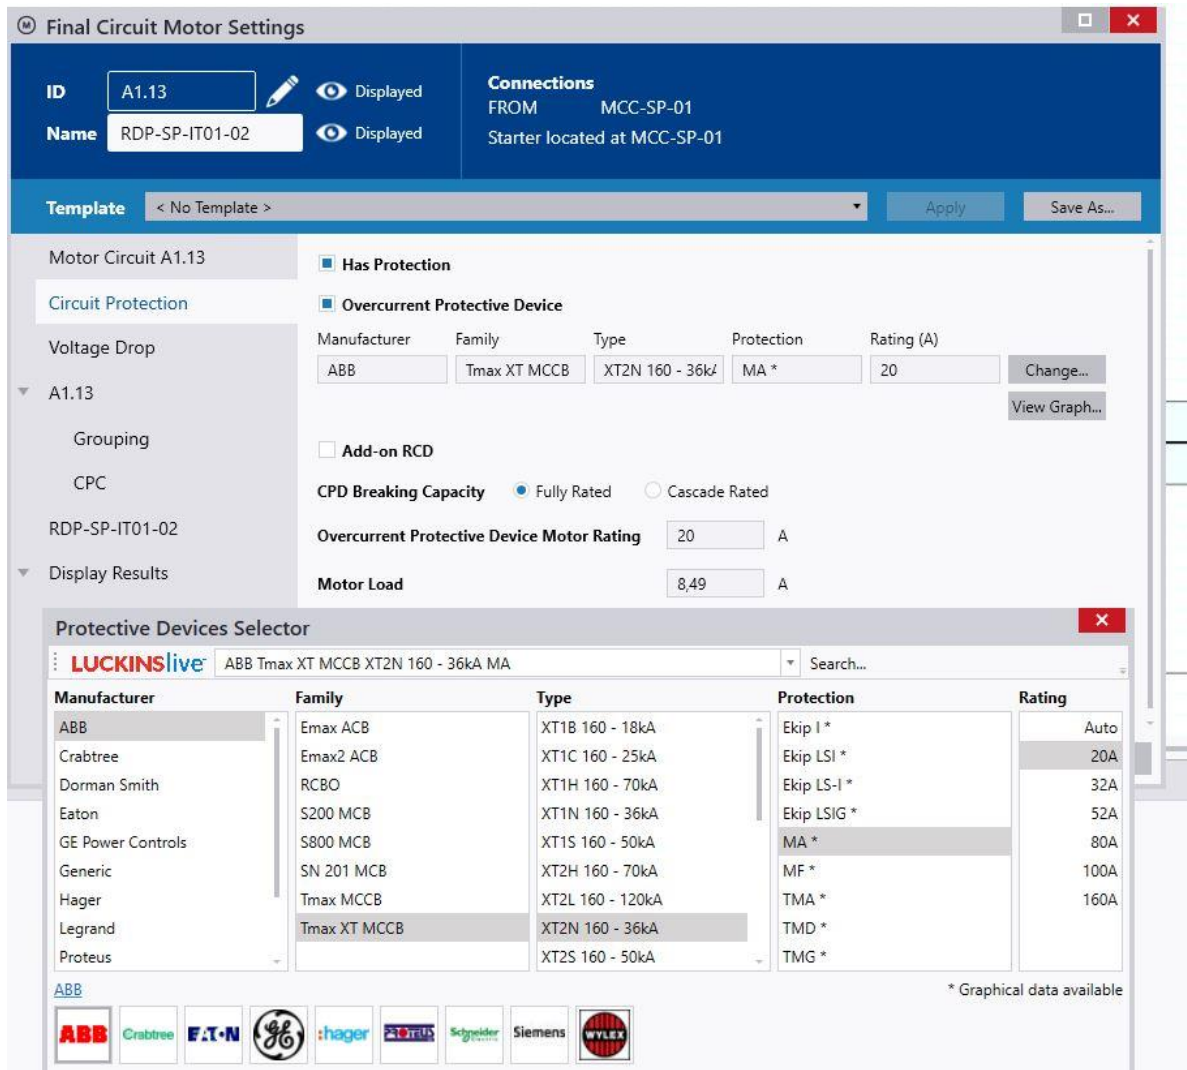 Final Circuit Motor Settings
ID A1.13 Displayed
Name RDP-SP-IT01-02 Displayed
Connections
FROM MCC-SP-01
Starter located at MCC-SP-01
Template < No Template > Apply Save As...
Motor Circuit A1.13
Circuit Protection
Voltage Drop
A1.13
Grouping
CPC
RDP-SP-IT01-02
Display Results
Has Protection
Overcurrent Protective Device
Manufacturer Family Type Protection Rating (A)
ABB Tmax XT MCCB XT2N 160 - 36kA MA * 20 Change...
View Graph...
Add-on RCD
CPD Breaking Capacity Fully Rated Cascade Rated
Overcurrent Protective Device Motor Rating 20 A
Motor Load 8,49 A
Protective Devices Selector
LUCKINSlive ABB Tmax XT MCCB XT2N 160 - 36kA MA Search...
Manufacturer Family Type Protection Rating
ABB Emax ACB XT1B 160 - 18kA Ekip I * Auto
Crabtree Emax2 ACB XT1C 160 - 25kA Ekip LSI * 20A
Dorman Smith RCBO XT1H 160 - 70kA Ekip LS-I * 32A
Eaton S200 MCB XT1N 160 - 36kA Ekip LSIG * 52A
GE Power Controls S800 MCB XT1S 160 - 50kA MA * 80A
Generic SN 201 MCB XT2H 160 - 70kA MF * 100A
Hager Tmax MCCB XT2L 160 - 120kA TMA * 160A
Legrand Tmax XT MCCB XT2N 160 - 36kA TMD *
Proteus XT2S 160 - 50kA TMG *
ABB * Graphical data available
ABB Crabtree EATON GE :hager PROTEUS Schneider Electric Siemens WYLEX